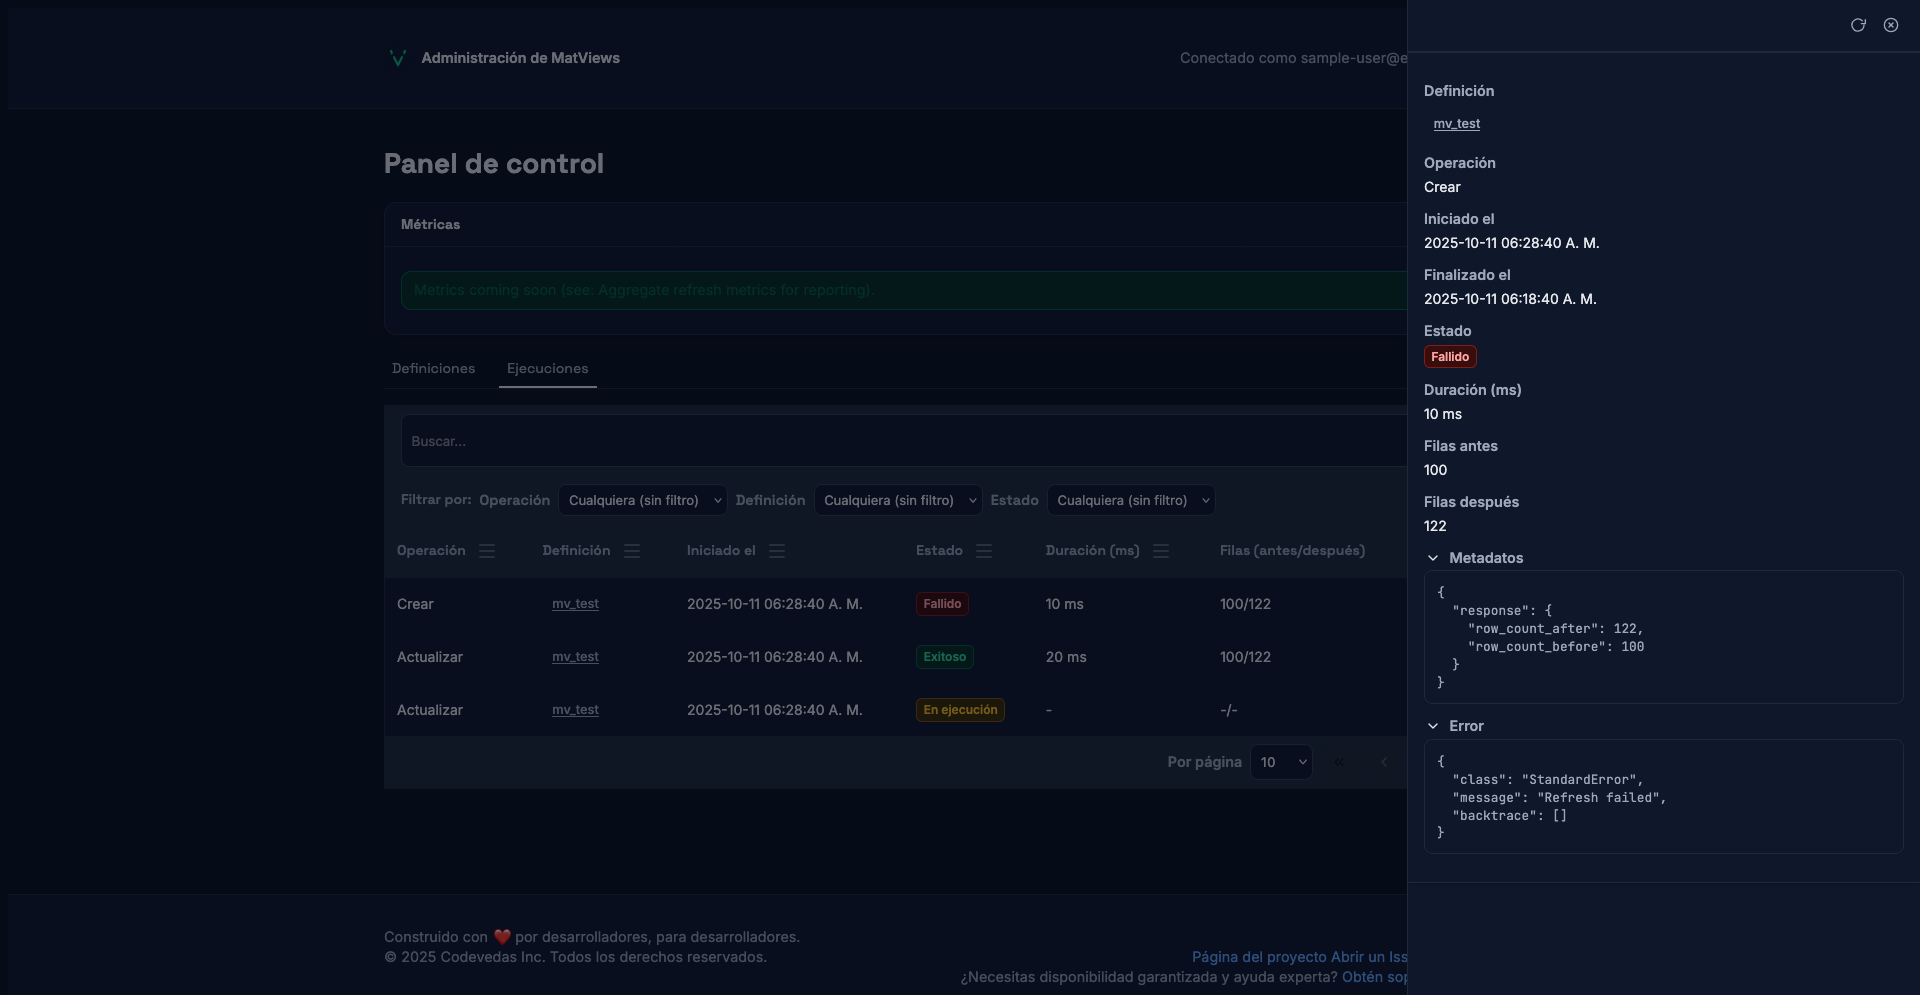 Administración de MatViews
Conectado como sample-user@e
Panel de control
Métricas
Metrics coming soon (see: Aggregate refresh metrics for reporting).
Definiciones
Ejecuciones
Buscar...
Filtrar por: Operación Cualquiera (sin filtro) Definición Cualquiera (sin filtro) Estado Cualquiera (sin filtro)
Operación Definición Iniciado el Estado Duración (ms) Filas (antes/después)
Crear mv_test 2025-10-11 06:28:40 A. M. Fallido 10 ms 100/122
Actualizar mv_test 2025-10-11 06:28:40 A. M. Exitoso 20 ms 100/122
Actualizar mv_test 2025-10-11 06:28:40 A. M. En ejecución - -/-
Por página 10 « ‹
Construido con ❤️ por desarrolladores, para desarrolladores.
© 2025 Codevedas Inc. Todos los derechos reservados.
Página del proyecto Abrir un Iss
¿Necesitas disponibilidad garantizada y ayuda experta? Obtén sop
Definición
mv_test
Operación
Crear
Iniciado el
2025-10-11 06:28:40 A. M.
Finalizado el
2025-10-11 06:18:40 A. M.
Estado
Fallido
Duración (ms)
10 ms
Filas antes
100
Filas después
122
Metadatos
{
"response": {
"row_count_after": 122,
"row_count_before": 100
}
}
Error
{
"class": "StandardError",
"message": "Refresh failed",
"backtrace": []
}